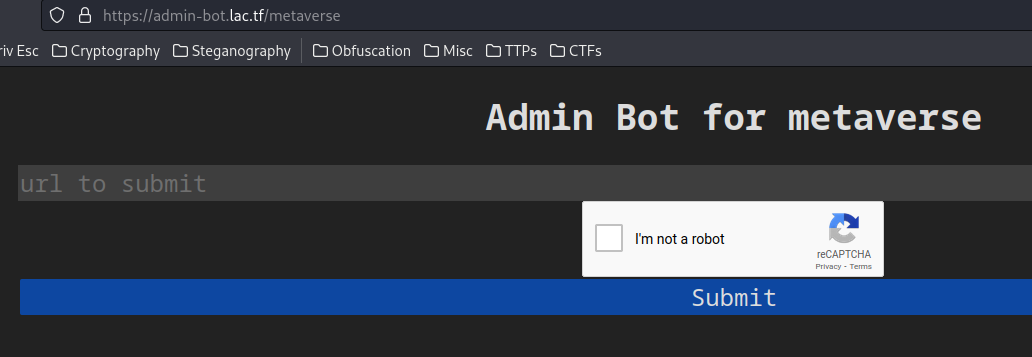 https://admin-bot.lac.tf/metaverse
riv Esc Cryptography Steganography Obfuscation Misc TTPs CTFs
Admin Bot for metaverse
url to submit
I'm not a robot
reCAPTCHA
Privacy - Terms
Submit